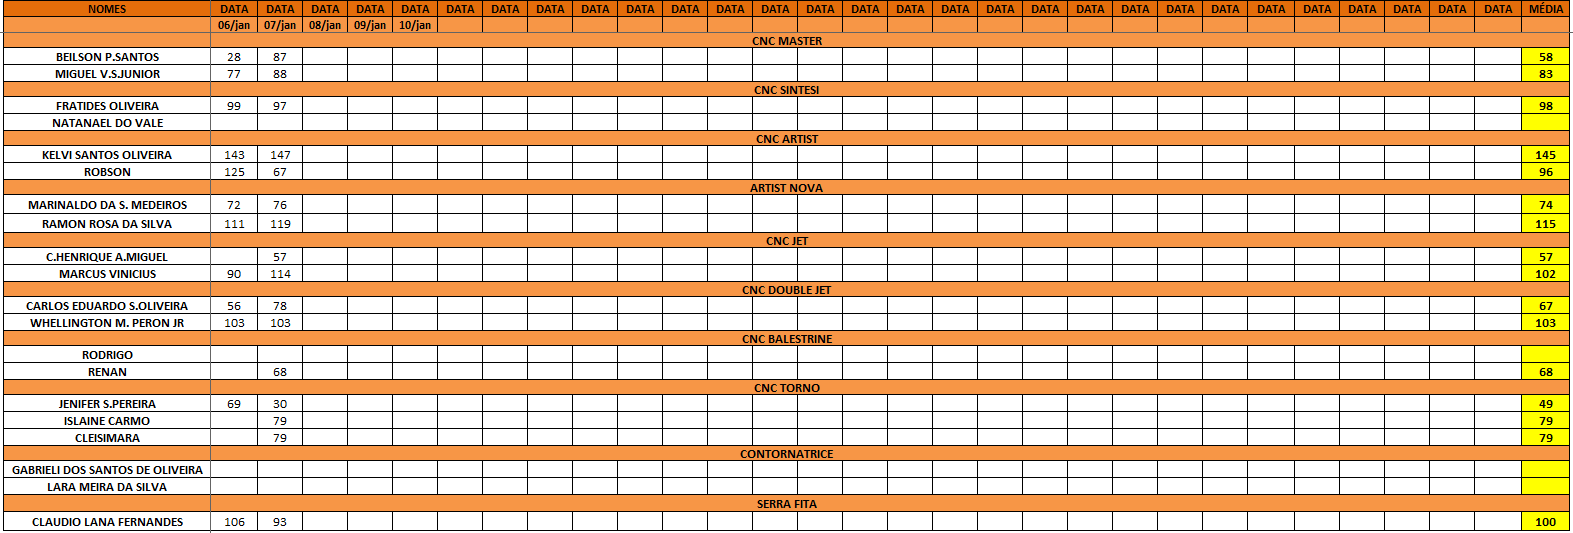 NOMES DATA DATA DATA DATA DATA DATA DATA DATA DATA DATA DATA DATA DATA DATA DATA DATA DATA DATA DATA DATA DATA DATA DATA DATA DATA DATA DATA DATA DATA MÉDIA
06/jan 07/jan 08/jan 09/jan 10/jan
CNC MASTER
BEILSON P.SANTOS 28 87 58
MIGUEL V.S.JUNIOR 77 88 83
CNC SINTESI
FRATIDES OLIVEIRA 99 97 98
NATANAEL DO VALE
CNC ARTIST
KELVI SANTOS OLIVEIRA 143 147 145
ROBSON 125 67 96
ARTIST NOVA
MARINALDO DA S. MEDEIROS 72 76 74
RAMON ROSA DA SILVA 111 119 115
CNC JET
C.HENRIQUE A.MIGUEL 57 57
MARCUS VINICIUS 90 114 102
CNC DOUBLE JET
CARLOS EDUARDO S.OLIVEIRA 56 78 67
WHELLINGTON M. PERON JR 103 103 103
CNC BALESTRINE
RODRIGO
RENAN 68 68
CNC TORNO
JENIFER S.PEREIRA 69 30 49
ISLAINE CARMO 79 79
CLEISIMARA 79 79
CONTORNATRICE
GABRIELI DOS SANTOS DE OLIVEIRA
LARA MEIRA DA SILVA
SERRA FITA
CLAUDIO LANA FERNANDES 106 93 100